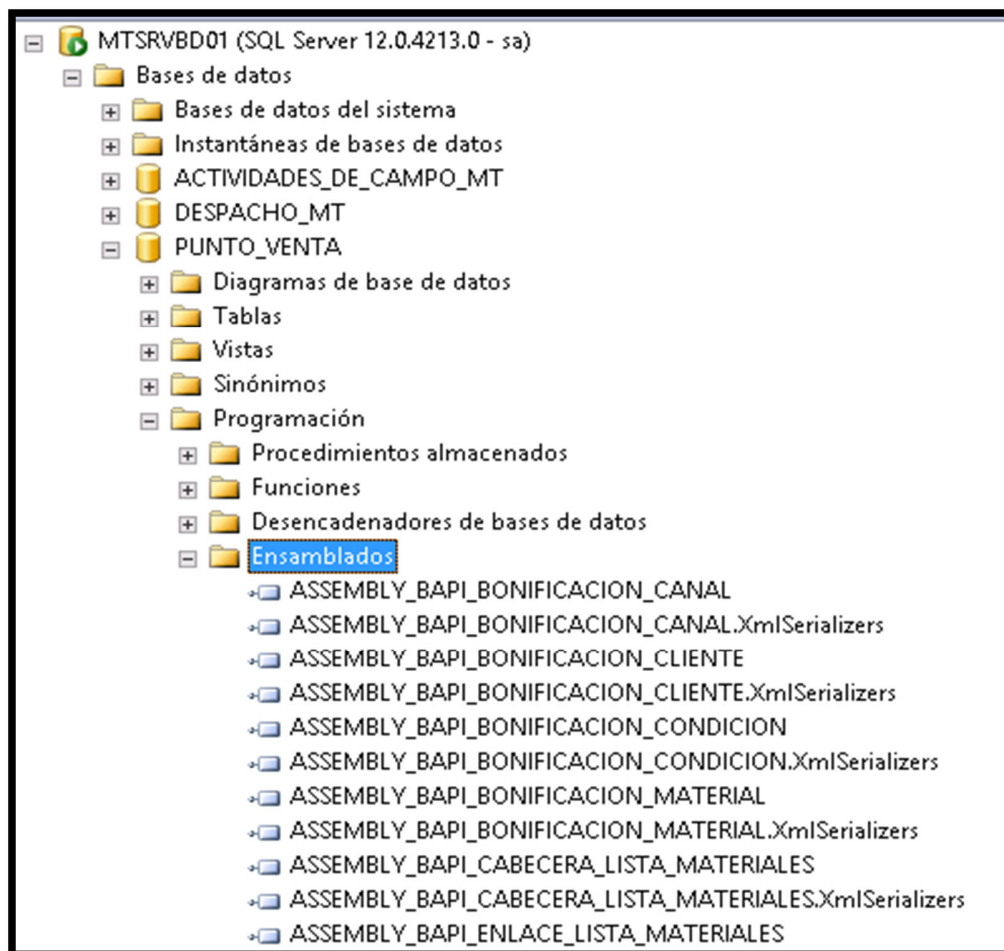 MTSRVBD01 (SQL Server 12.0.4213.0 - sa)
Bases de datos
Bases de datos del sistema
Instantáneas de bases de datos
ACTIVIDADES_DE_CAMPO_MT
DESPACHO_MT
PUNTO_VENTA
Diagramas de base de datos
Tablas
Vistas
Sinónimos
Programación
Procedimientos almacenados
Funciones
Desencadenadores de bases de datos
Ensamblados
ASSEMBLY_BAPI_BONIFICACION_CANAL
ASSEMBLY_BAPI_BONIFICACION_CANAL.XmlSerializers
ASSEMBLY_BAPI_BONIFICACION_CLIENTE
ASSEMBLY_BAPI_BONIFICACION_CLIENTE.XmlSerializers
ASSEMBLY_BAPI_BONIFICACION_CONDICION
ASSEMBLY_BAPI_BONIFICACION_CONDICION.XmlSerializers
ASSEMBLY_BAPI_BONIFICACION_MATERIAL
ASSEMBLY_BAPI_BONIFICACION_MATERIAL.XmlSerializers
ASSEMBLY_BAPI_CABECERA_LISTA_MATERIALES
ASSEMBLY_BAPI_CABECERA_LISTA_MATERIALES.XmlSerializers
ASSEMBLY_BAPI_ENLACE_LISTA_MATERIALES